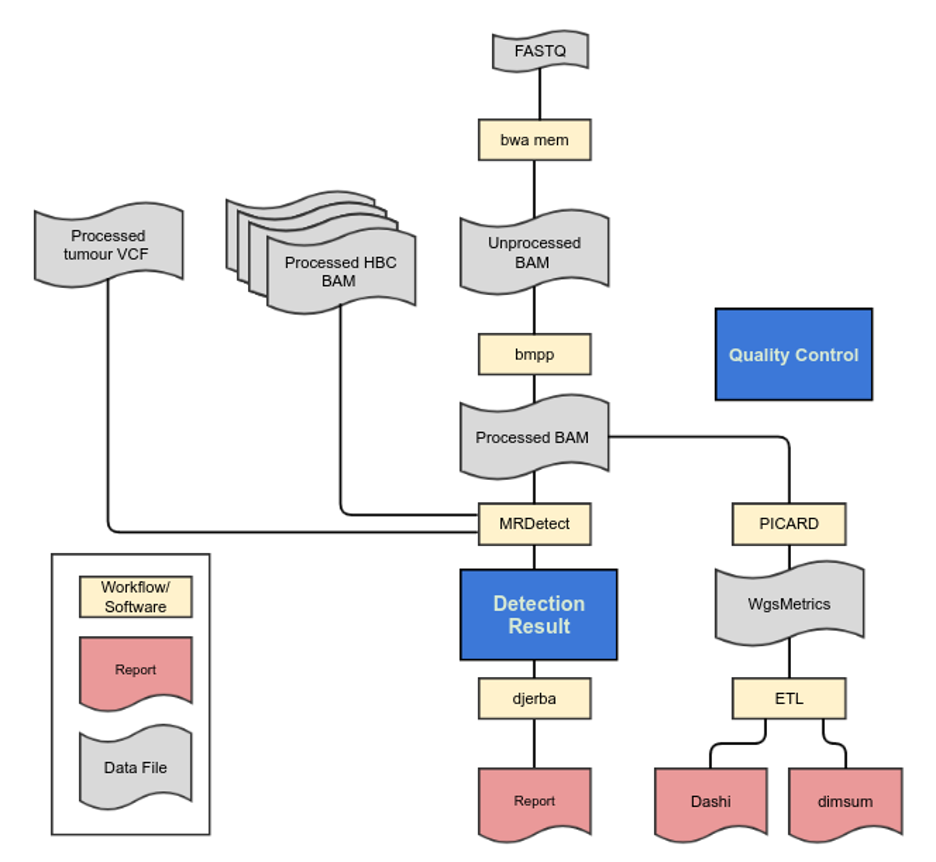 FASTQ
bwa mem
Processed
tumour VCF
Processed HBC
BAM
Unprocessed
BAM
bmpp
Quality Control
Processed BAM
MRDetect
PICARD
Workflow/
Software
Detection
Result
WgsMetrics
Report
djerba
ETL
Data File
Report
Dashi
dimsum